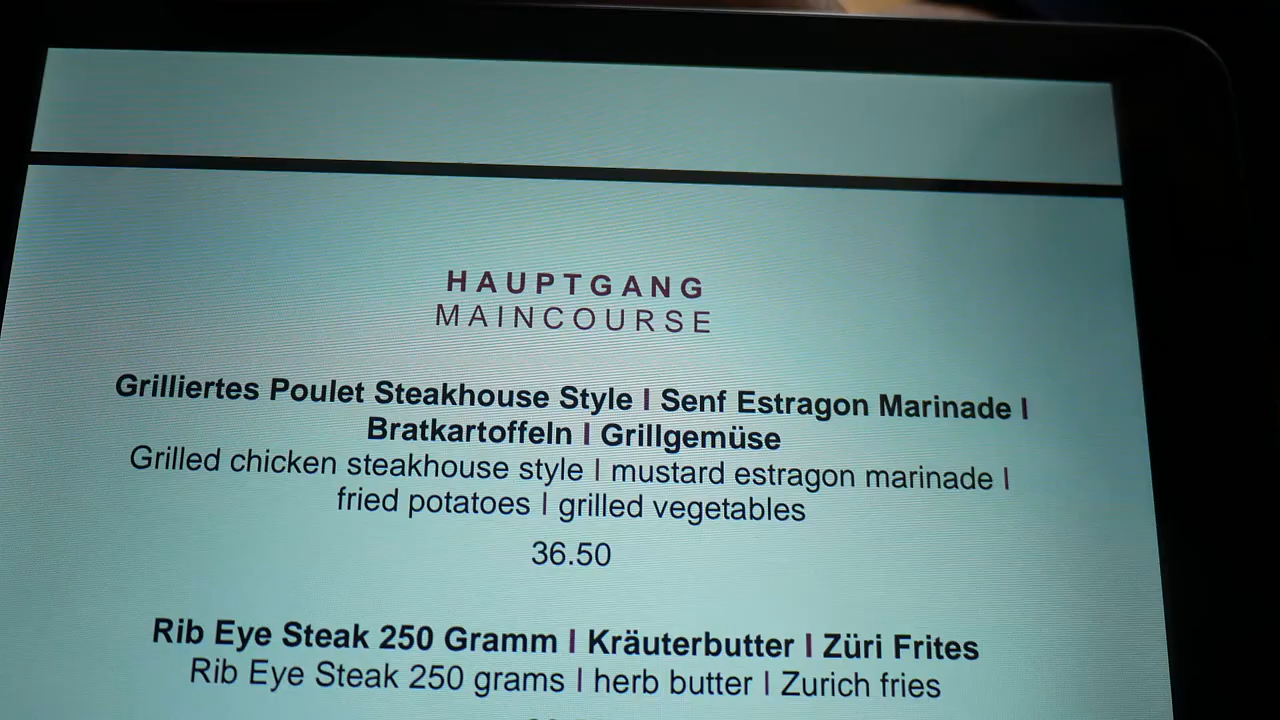 HAUPTGANG
MAINCOURSE
Grilliertes Poulet Steakhouse Style | Senf Estragon Marinade |
Bratkartoffeln | Grillgemüse
Grilled chicken steakhouse style | mustard estragon marinade |
fried potatoes | grilled vegetables
36.50
Rib Eye Steak 250 Gramm | Kräuterbutter | Züri Frites
Rib Eye Steak 250 grams | herb butter | Zurich fries